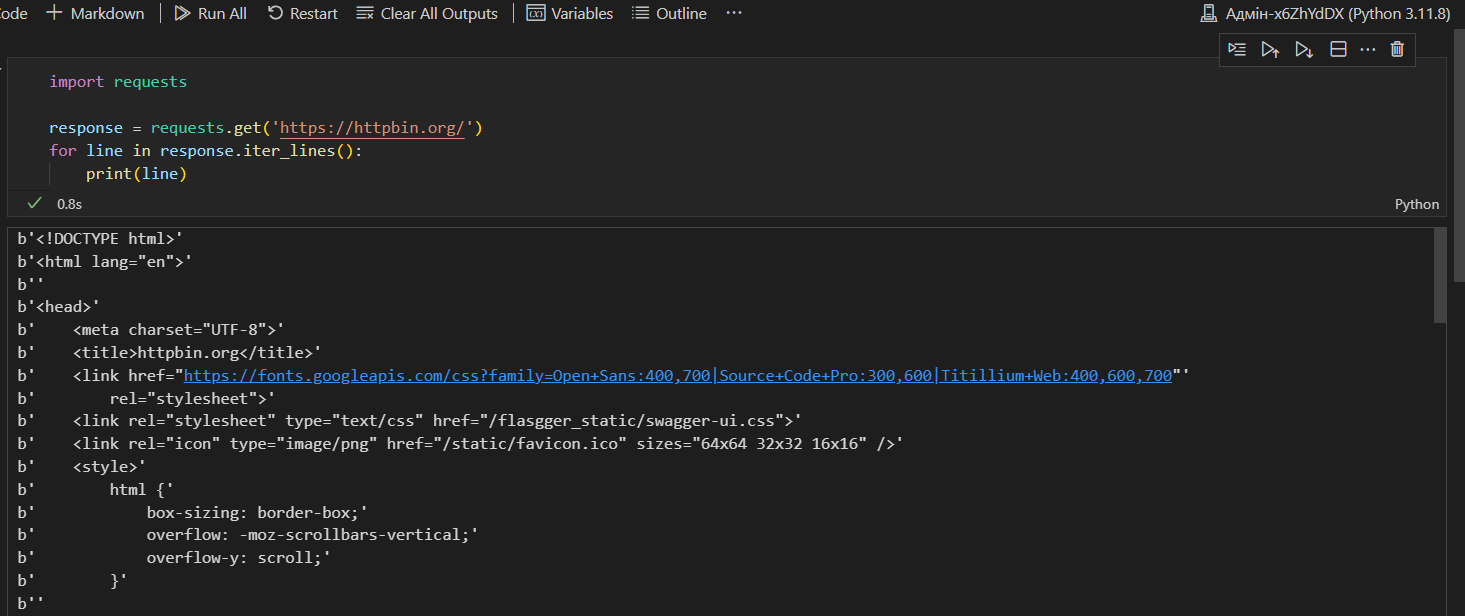 ode + Markdown | Run All Restart Clear All Outputs | Variables Outline ···
Адмін-x6ZhYdDX (Python 3.11.8)
import requests
response = requests.get('https://httpbin.org/')
for line in response.iter_lines():
    print(line)
0.8s
Python
b'<!DOCTYPE html>'
b'<html lang="en">'
b''
b'<head>'
b'    <meta charset="UTF-8">'
b'    <title>httpbin.org</title>'
b'    <link href="https://fonts.googleapis.com/css?family=Open+Sans:400,700|Source+Code+Pro:300,600|Titillium+Web:400,600,700"'
b'        rel="stylesheet">'
b'    <link rel="stylesheet" type="text/css" href="/flasgger_static/swagger-ui.css">'
b'    <link rel="icon" type="image/png" href="/static/favicon.ico" sizes="64x64 32x32 16x16" />'
b'    <style>'
b'        html {'
b'            box-sizing: border-box;'
b'            overflow: -moz-scrollbars-vertical;'
b'            overflow-y: scroll;'
b'        }'
b''